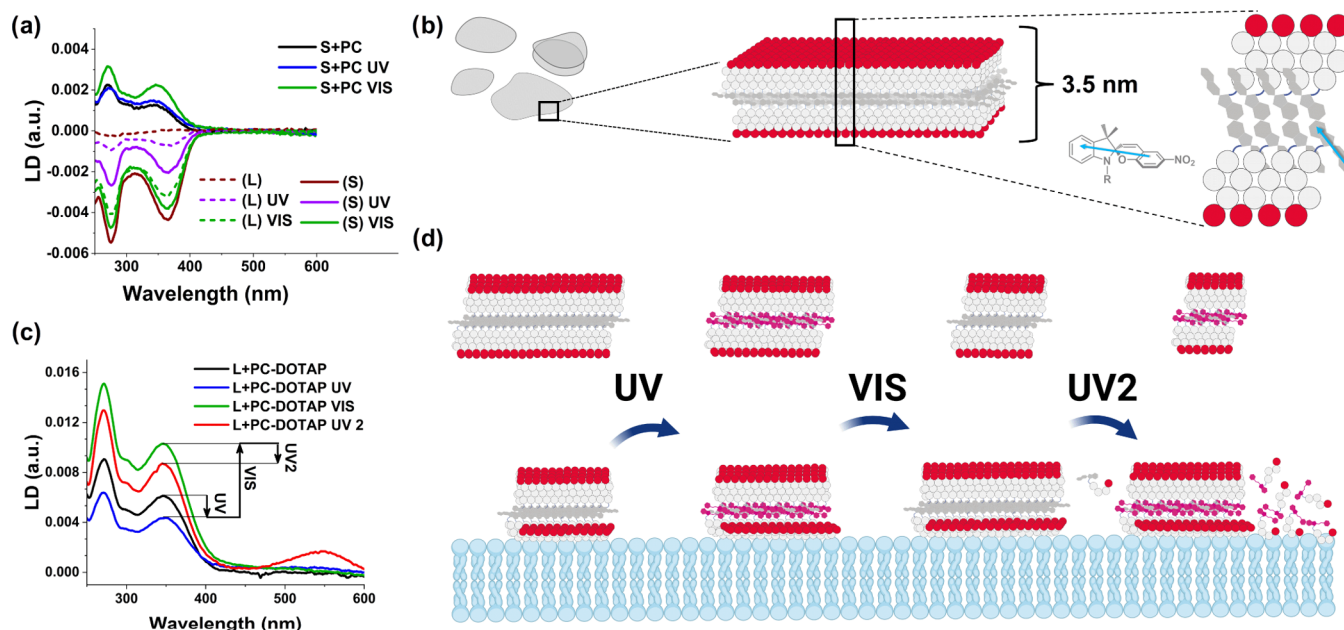 (a)
0.004
0.002
0.000
-0.002
-0.004
-0.006
LD (a.u.)
S+PC
S+PC UV
S+PC VIS
(L)
(L) UV
(L) VIS
(S)
(S) UV
(S) VIS
300
400
500
600
Wavelength (nm)
(b)
3.5 nm
N
O
R
NO₂
(c)
0.016
0.012
0.008
0.004
0.000
LD (a.u.)
L+PC-DOTAP
L+PC-DOTAP UV
L+PC-DOTAP VIS
L+PC-DOTAP UV 2
UV
VIS
UV2
300
400
500
600
Wavelength (nm)
(d)
UV
VIS
UV2